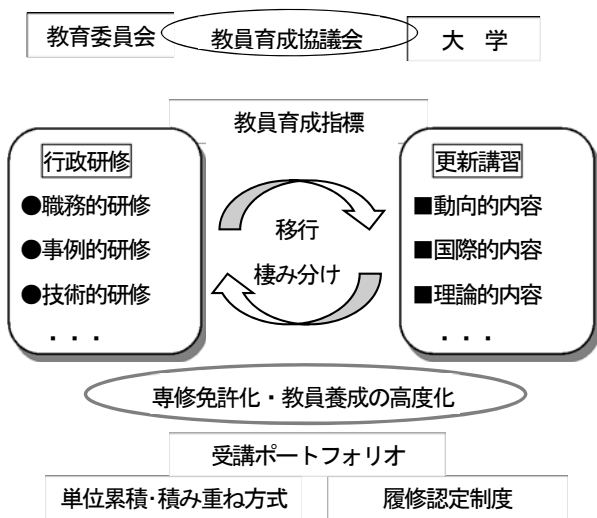 教育委員会
教員育成協議会
大 学
教員育成指標
行政研修
●職務的研修
●事例的研修
●技術的研修
・・・
移行
棲み分け
更新講習
■動向的内容
■国際的内容
■理論的内容
・・・
専修免許化・教員養成の高度化
受講ポートフォリオ
単位累積・積み重ね方式
履修認定制度